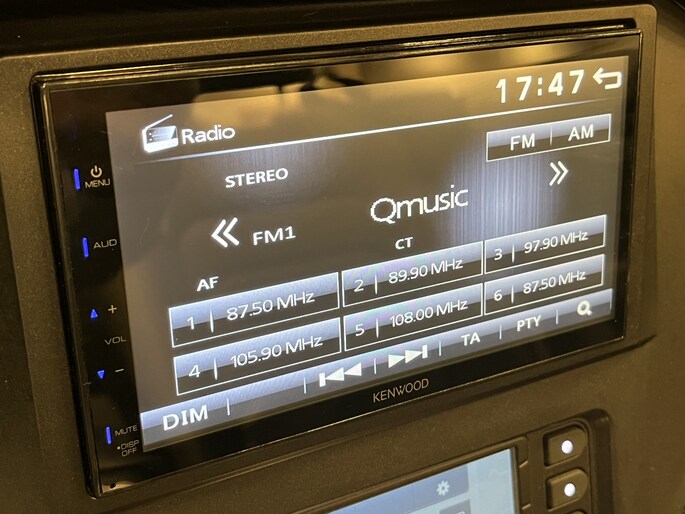 17:47
Radio
FM AM
STEREO
Qmusic
FM1
CT
AF
1 87.50 MHz
2 89.90 MHz
3 97.90 MHz
4 105.90 MHz
5 108.00 MHz
6 87.50 MHz
DIM
TA
PTY
KENWOOD
MENU
AUD
+
VOL
−
MUTE
•DISP
OFF